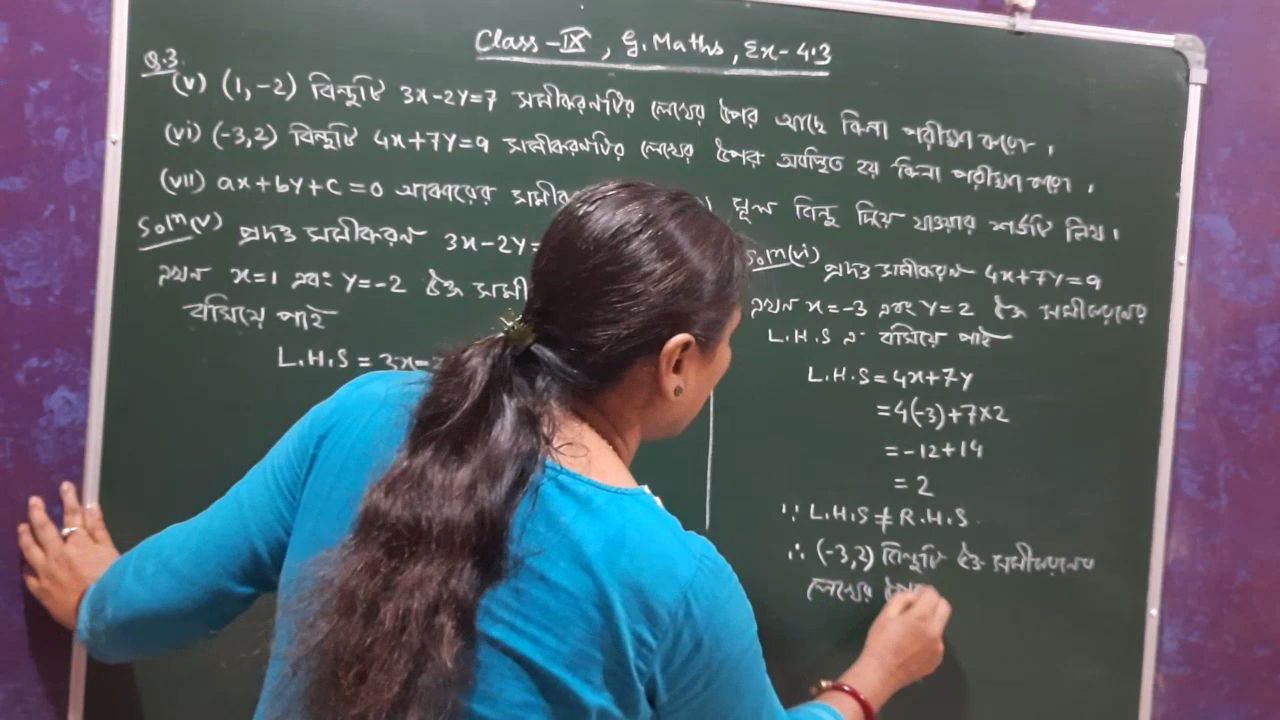 Class-IX, G. Maths, Ex-4.3
Q.3.
(v) (1,-2) বিন্দুটি 3x-2y=7 সমীকরণটির লেখের উপর আছে কিনা পরীক্ষা করো।
(vi) (-3,2) বিন্দুটি 4x+7y=9 সমীকরণটির লেখের উপর অবস্থিত হয় কিনা পরীক্ষা করো।
(vii) ax+by+c=0 আকারের সমীক মূল বিন্দু দিয়ে যাওয়ার শর্তটি লিখ।
Soln(v) প্রদত্ত সমীকরণ 3x-2y=
এখন x=1 এবং y=-2 ঐ সমী
বসিয়ে পাই
L.H.S = 3x-
Soln(vi) প্রদত্ত সমীকরণ 4x+7y=9
এখন x=-3 এবং y=2 ঐ সমীকরণের
L.H.S এ বসিয়ে পাই
L.H.S = 4x+7y
=4(-3)+7×2
=-12+14
=2
∵ L.H.S ≠ R.H.S.
∴ (-3,2) বিন্দুটি ঐ সমীকরণের
লেখের উপ